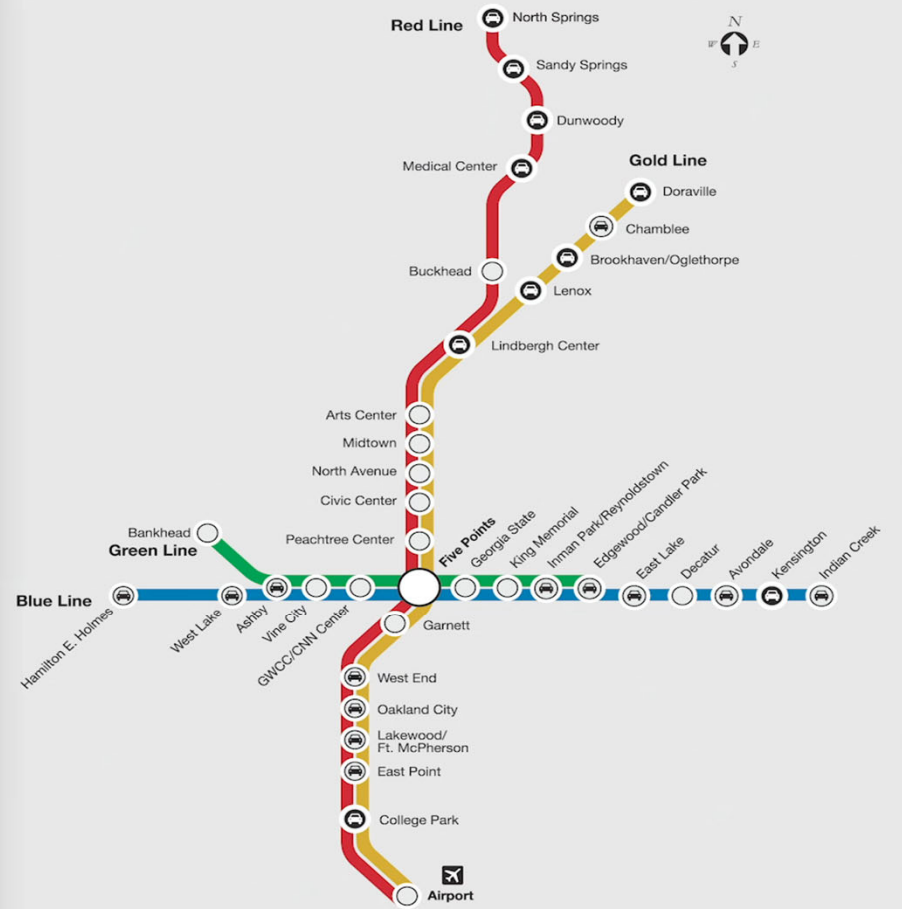 Red Line
North Springs
N
W
E
S
Sandy Springs
Dunwoody
Medical Center
Gold Line
Doraville
Chamblee
Buckhead
Brookhaven/Oglethorpe
Lenox
Lindbergh Center
Arts Center
Midtown
North Avenue
Civic Center
Peachtree Center
Bankhead
Green Line
Five Points
Georgia State
King Memorial
Inman Park/Reynoldstown
Edgewood/Candler Park
East Lake
Decatur
Avondale
Kensington
Indian Creek
Blue Line
Hamilton E. Holmes
West Lake
Ashby
Vine City
GWCC/CNN Center
Garnett
West End
Oakland City
Lakewood/
Ft. McPherson
East Point
College Park
Airport